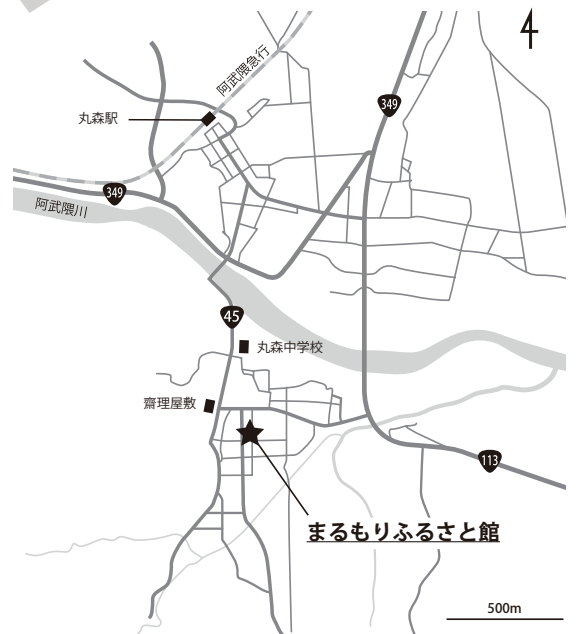 阿武隈急行
349
丸森駅
349
阿武隈川
45
丸森中学校
齋理屋敷
113
まるもりふるさと館
500m